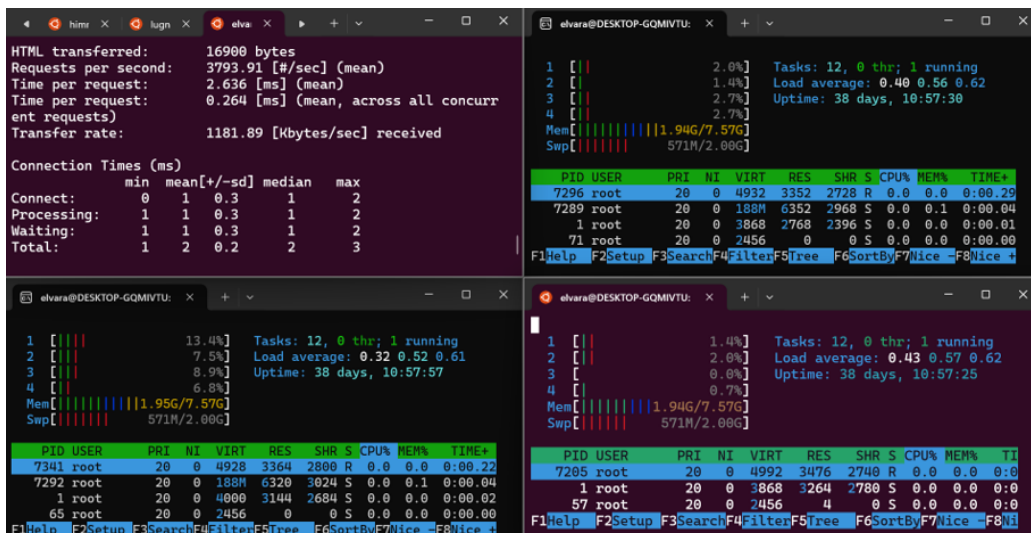 himr
lugn
elva:
HTML transferred: 16900 bytes
Requests per second: 3793.91 [#/sec] (mean)
Time per request: 2.636 [ms] (mean)
Time per request: 0.264 [ms] (mean, across all concurr
ent requests)
Transfer rate: 1181.89 [Kbytes/sec] received
Connection Times (ms)
min mean[+/-sd] median max
Connect: 0 1 0.3 1 2
Processing: 1 1 0.3 1 2
Waiting: 1 1 0.3 1 2
Total: 1 2 0.2 2 3
elvara@DESKTOP-GQMIVTU:
1 [|| 2.0%] Tasks: 12, 0 thr; 1 running
2 [| 1.4%] Load average: 0.40 0.56 0.62
3 [|| 2.7%] Uptime: 38 days, 10:57:30
4 [|| 2.7%]
Mem[||||||||||||1.94G/7.57G]
Swp[||||||| 571M/2.00G]
PID USER PRI NI VIRT RES SHR S CPU% MEM% TIME+
7296 root 20 0 4932 3352 2728 R 0.0 0.0 0:00.29
7289 root 20 0 188M 6352 2968 S 0.0 0.1 0:00.04
1 root 20 0 3868 2768 2396 S 0.0 0.0 0:00.01
71 root 20 0 2456 0 0 S 0.0 0.0 0:00.00
F1Help F2Setup F3SearchF4FilterF5Tree F6SortByF7Nice -F8Nice +
elvara@DESKTOP-GQMIVTU:
1 [|||| 13.4%] Tasks: 12, 0 thr; 1 running
2 [||| 7.5%] Load average: 0.32 0.52 0.61
3 [||| 8.9%] Uptime: 38 days, 10:57:57
4 [|| 6.8%]
Mem[||||||||||||1.95G/7.57G]
Swp[||||||| 571M/2.00G]
PID USER PRI NI VIRT RES SHR S CPU% MEM% TIME+
7341 root 20 0 4928 3364 2800 R 0.0 0.0 0:00.22
7292 root 20 0 188M 6320 3024 S 0.0 0.1 0:00.04
1 root 20 0 4000 3144 2684 S 0.0 0.0 0:00.02
65 root 20 0 2456 0 0 S 0.0 0.0 0:00.00
F1Help F2Setup F3SearchF4FilterF5Tree F6SortByF7Nice -F8Nice +
elvara@DESKTOP-GQMIVTU:
1 [|| 1.4%] Tasks: 12, 0 thr; 1 running
2 [|| 2.0%] Load average: 0.43 0.57 0.62
3 [ 0.0%] Uptime: 38 days, 10:57:25
4 [| 0.7%]
Mem[|||||||||1.94G/7.57G]
Swp[|||||| 571M/2.00G]
PID USER PRI NI VIRT RES SHR S CPU% MEM% TI
7205 root 20 0 4992 3476 2740 R 0.0 0.0 0:0
1 root 20 0 3868 3264 2780 S 0.0 0.0 0:0
57 root 20 0 2456 4 0 S 0.0 0.0 0:0
F1Help F2Setup F3SearchF4FilterF5Tree F6SortByF7Nice -F8Ni